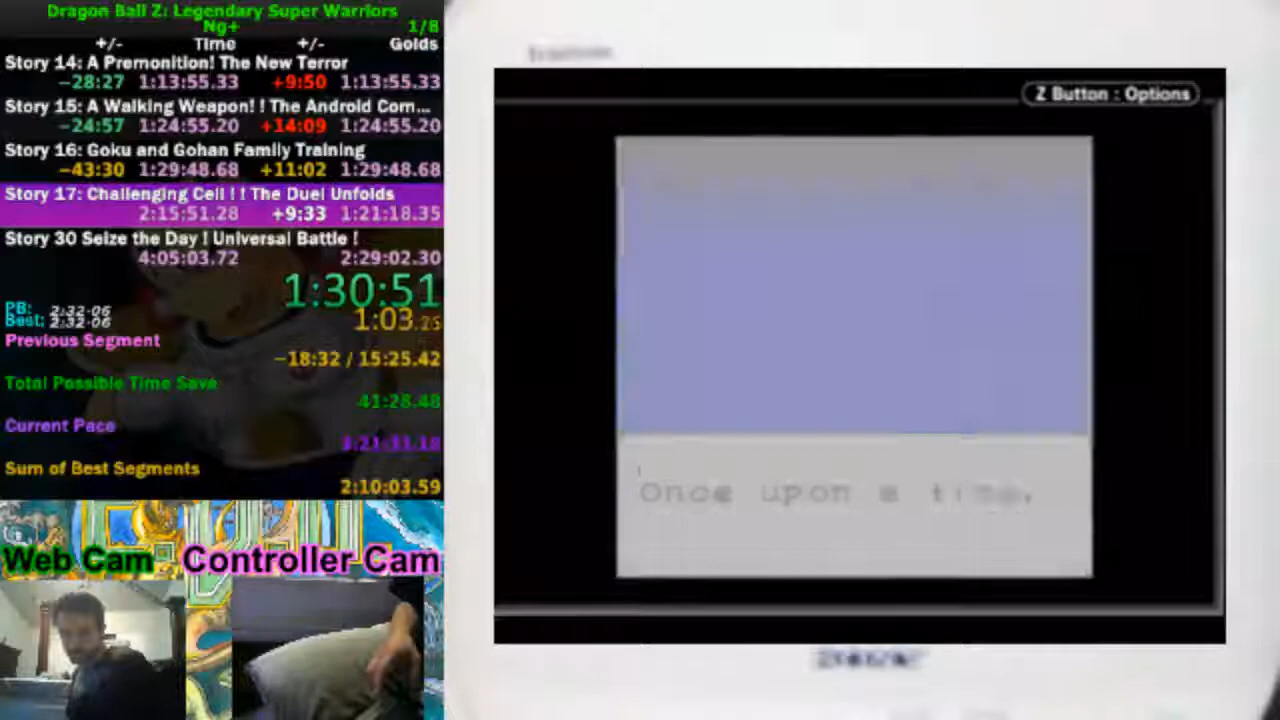 Dragon Ball Z: Legendary Super Warriors
Ng+ 1/8
+/- Time +/- Golds
Story 14: A Premonition! The New Terror
−28:27 1:13:55.33 +9:50 1:13:55.33
Story 15: A Walking Weapon! ! The Android Com...
−24:57 1:24:55.20 +14:09 1:24:55.20
Story 16: Goku and Gohan Family Training
−43:30 1:29:48.68 +11:02 1:29:48.68
Story 17: Challenging Cell ! ! The Duel Unfolds
2:15:51.28 +9:33 1:21:18.35
Story 30 Seize the Day ! Universal Battle !
4:05:03.72 2:29:02.30
1:30:51
PB: 2:32:06
Best: 2:32:06
1:03.25
Previous Segment
−18:32 / 15:25.42
Total Possible Time Save
41:28.48
Current Pace
3:21:31.18
Sum of Best Segments
2:10:03.59
Web Cam
Controller Cam
Z Button : Options
Once upon a time.